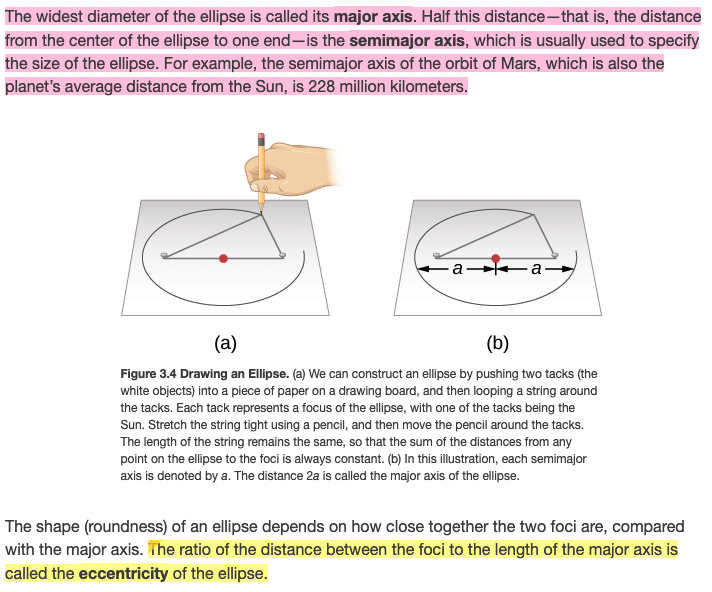 The widest diameter of the ellipse is called its major axis. Half this distance—that is, the distance
from the center of the ellipse to one end—is the semimajor axis, which is usually used to specify
the size of the ellipse. For example, the semimajor axis of the orbit of Mars, which is also the
planet's average distance from the Sun, is 228 million kilometers.
a a
(a) (b)
Figure 3.4 Drawing an Ellipse. (a) We can construct an ellipse by pushing two tacks (the
white objects) into a piece of paper on a drawing board, and then looping a string around
the tacks. Each tack represents a focus of the ellipse, with one of the tacks being the
Sun. Stretch the string tight using a pencil, and then move the pencil around the tacks.
The length of the string remains the same, so that the sum of the distances from any
point on the ellipse to the foci is always constant. (b) In this illustration, each semimajor
axis is denoted by a. The distance 2a is called the major axis of the ellipse.
The shape (roundness) of an ellipse depends on how close together the two foci are, compared
with the major axis. The ratio of the distance between the foci to the length of the major axis is
called the eccentricity of the ellipse.